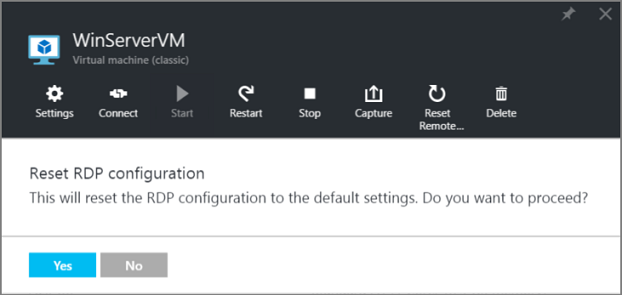 WinServerVM
Virtual machine (classic)
Settings Connect Start Restart Stop Capture Reset Delete
Remote...
Reset RDP configuration
This will reset the RDP configuration to the default settings. Do you want to proceed?
Yes No